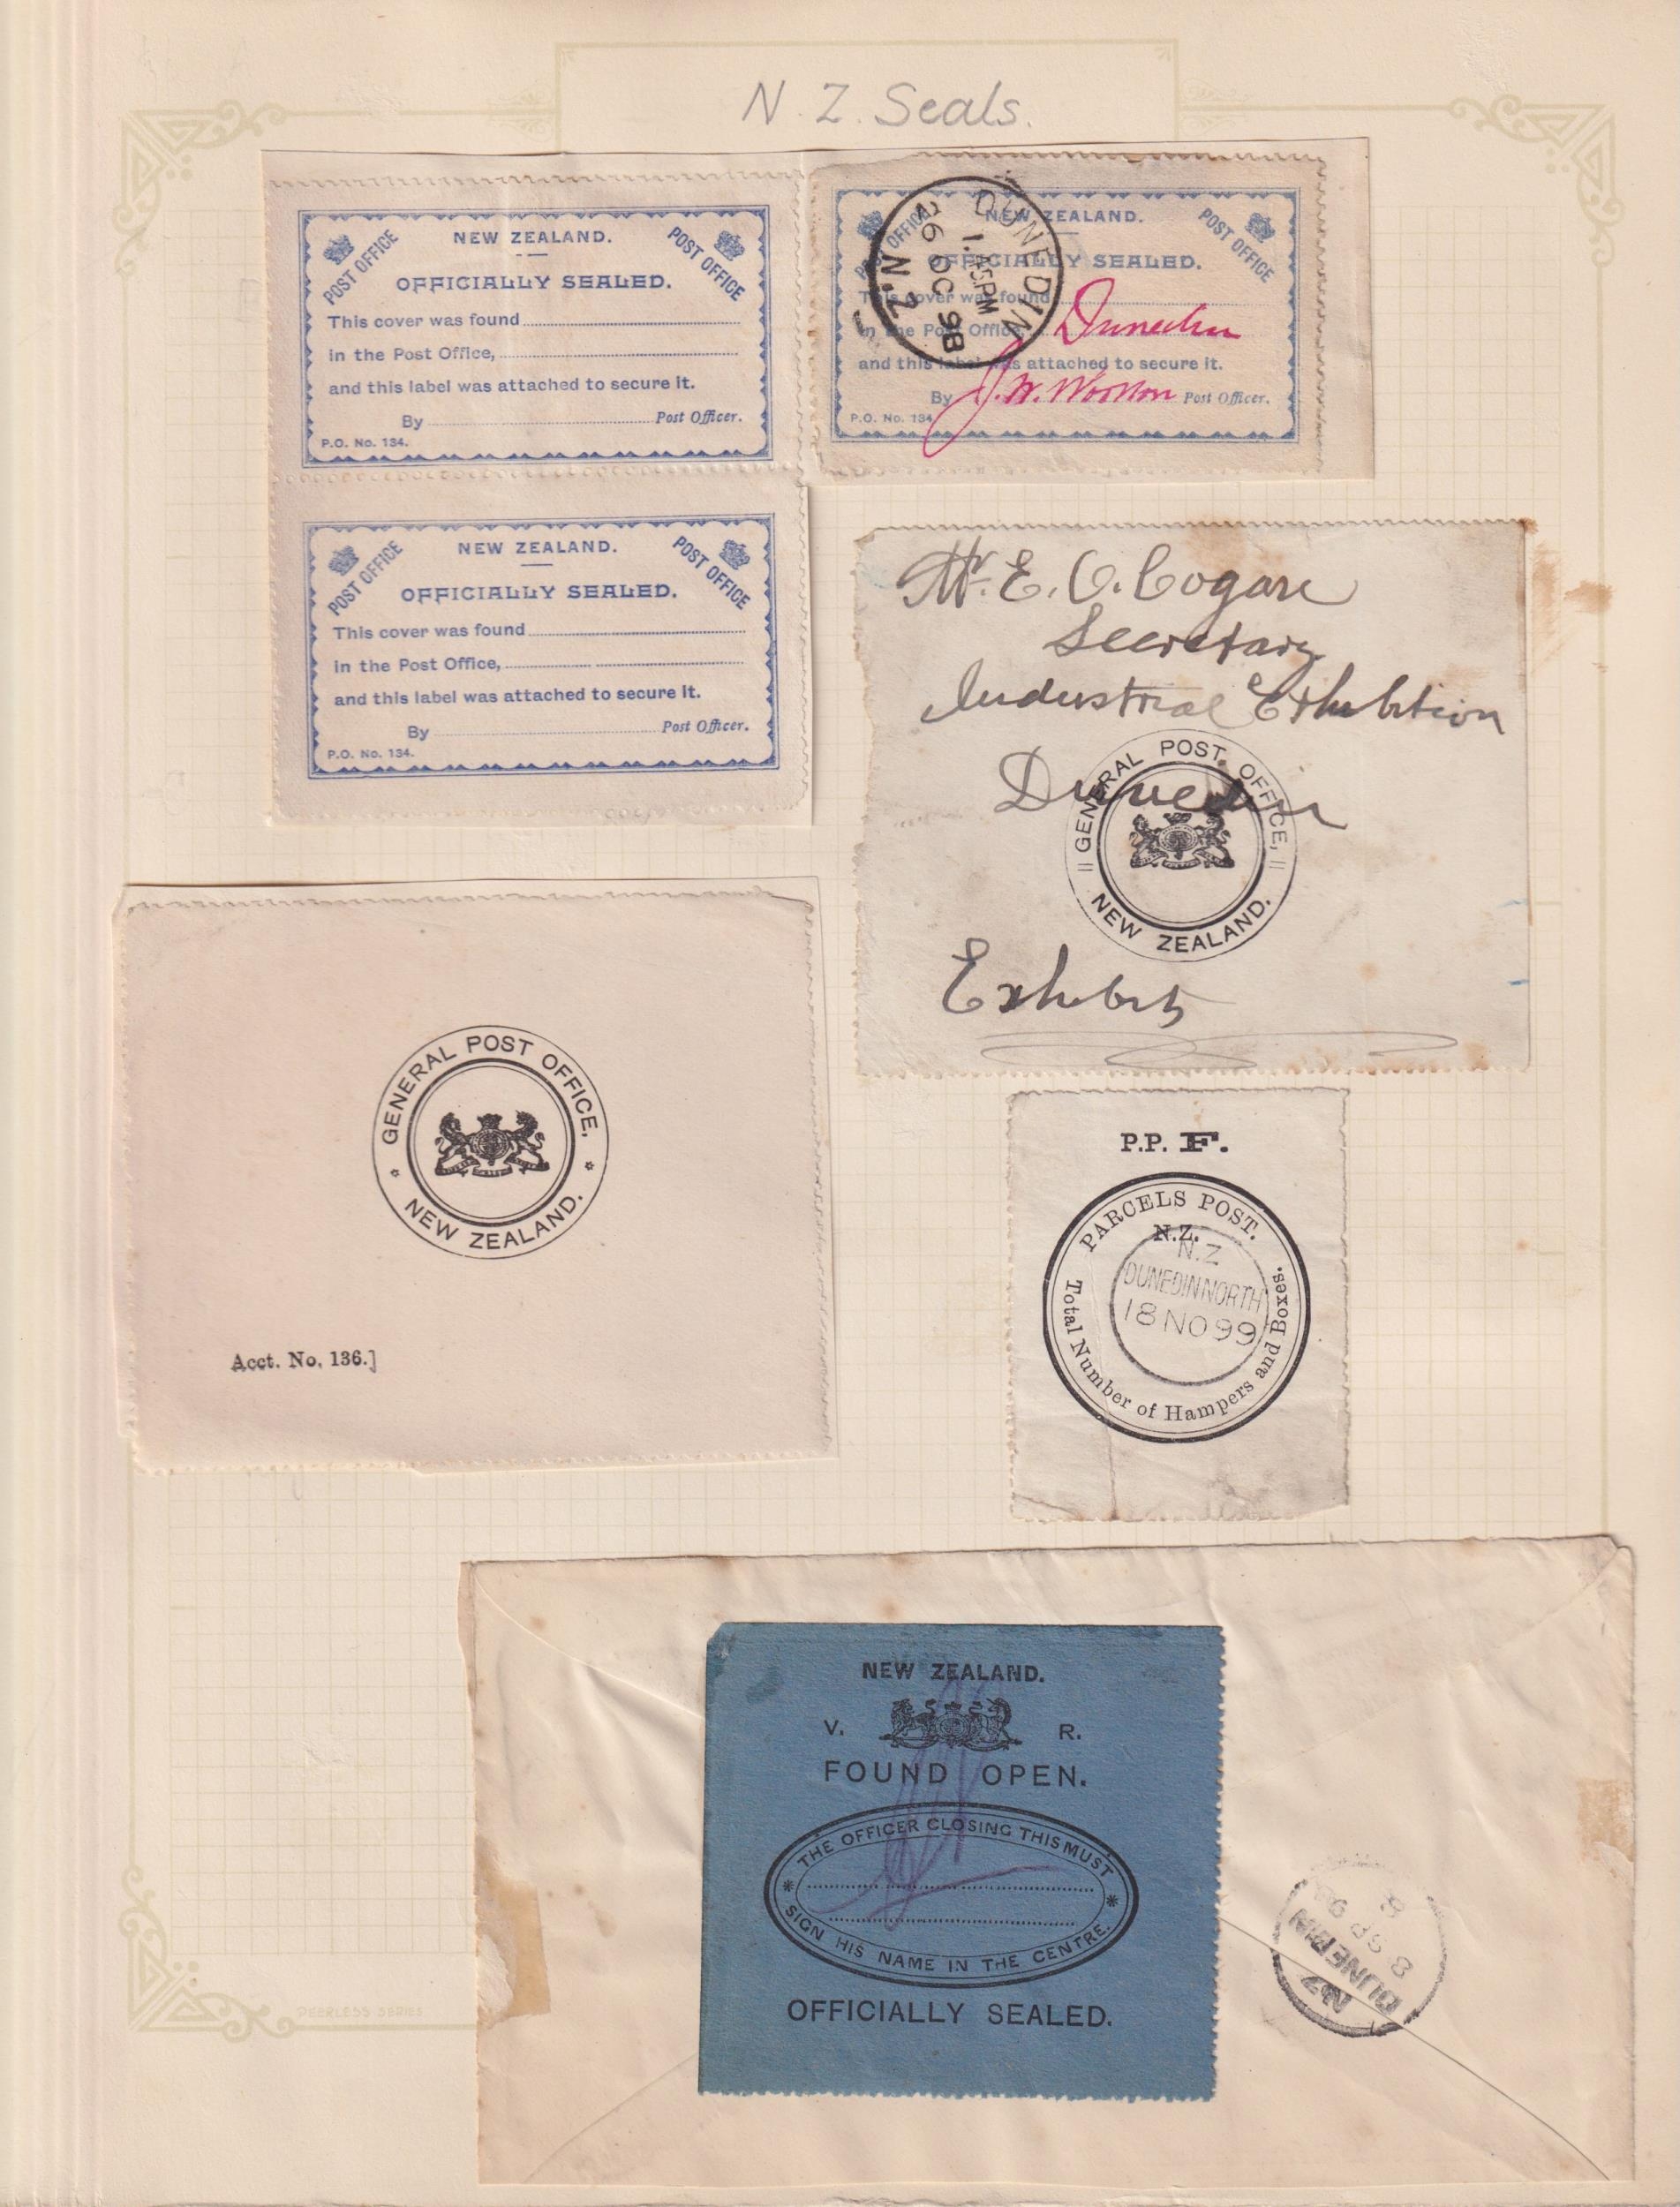 N.Z. Seals.
POST OFFICE
NEW ZEALAND.
POST OFFICE
OFFICIALLY SEALED.
This cover was found
in the Post Office,
and this label was attached to secure it.
By Post Officer.
P.O. No. 134.
POST OFFICE
NEW ZEALAND.
POST OFFICE
OFFICIALLY SEALED.
This cover was found
in the Post Office, Dunedin
and this label was attached to secure it.
By J. W. Post Officer.
P.O. No. 134
DUNEDIN
1.45PM
26 OC 98
N.Z
POST OFFICE
NEW ZEALAND.
POST OFFICE
OFFICIALLY SEALED.
This cover was found
in the Post Office,
and this label was attached to secure it.
By Post Officer.
P.O. No. 134.
Mr. E. C.
Secretary
Industrial Exhibition
Dunedin
GENERAL POST OFFICE,
NEW ZEALAND.
Exhibits
GENERAL POST OFFICE,
NEW ZEALAND.
Acct. No. 136.]
P.P. F.
PARCELS POST.
N.Z.
Total Number of Hampers and Boxes.
N.Z
DUNEDIN NORTH
18 NO 99
NEW ZEALAND.
V. R.
FOUND OPEN.
THE OFFICER CLOSING THIS MUST
SIGN HIS NAME IN THE CENTRE.
OFFICIALLY SEALED.
NZ
DUNEDIN
8 SP
8
PEERLESS SERIES